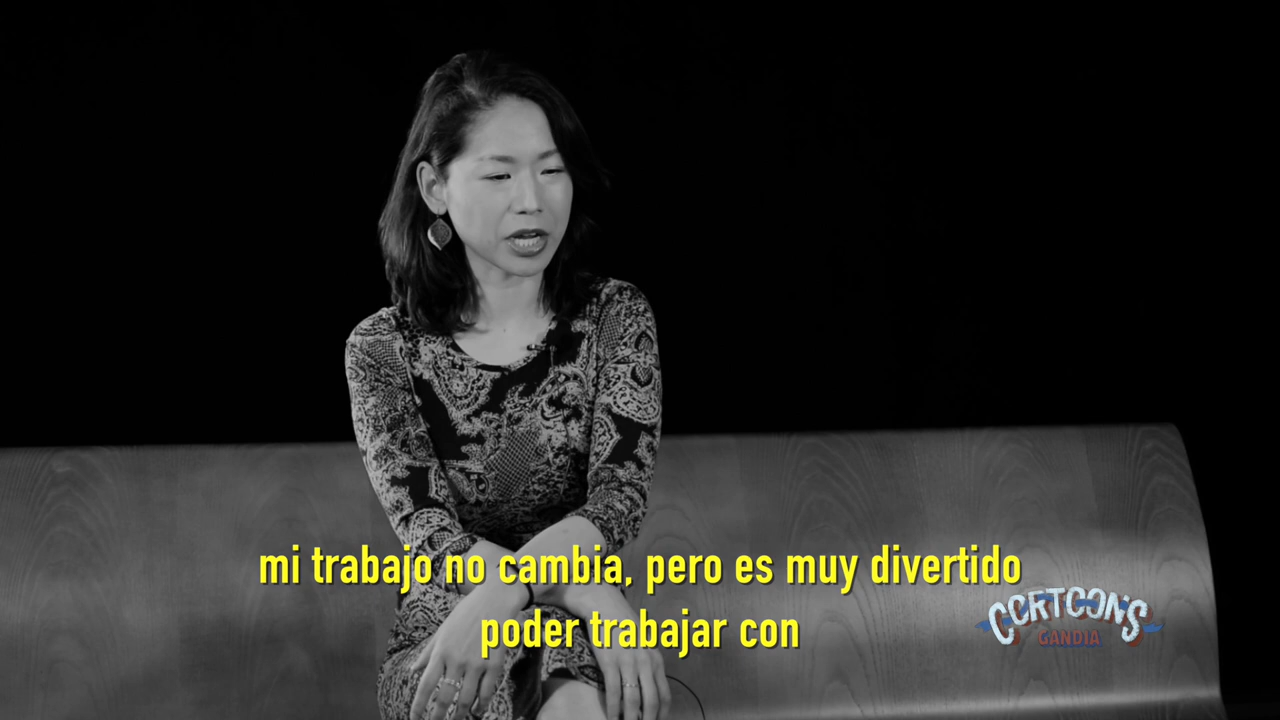 mi trabajo no cambia, pero es muy divertido
poder trabajar con
CORTOONS
GANDIA